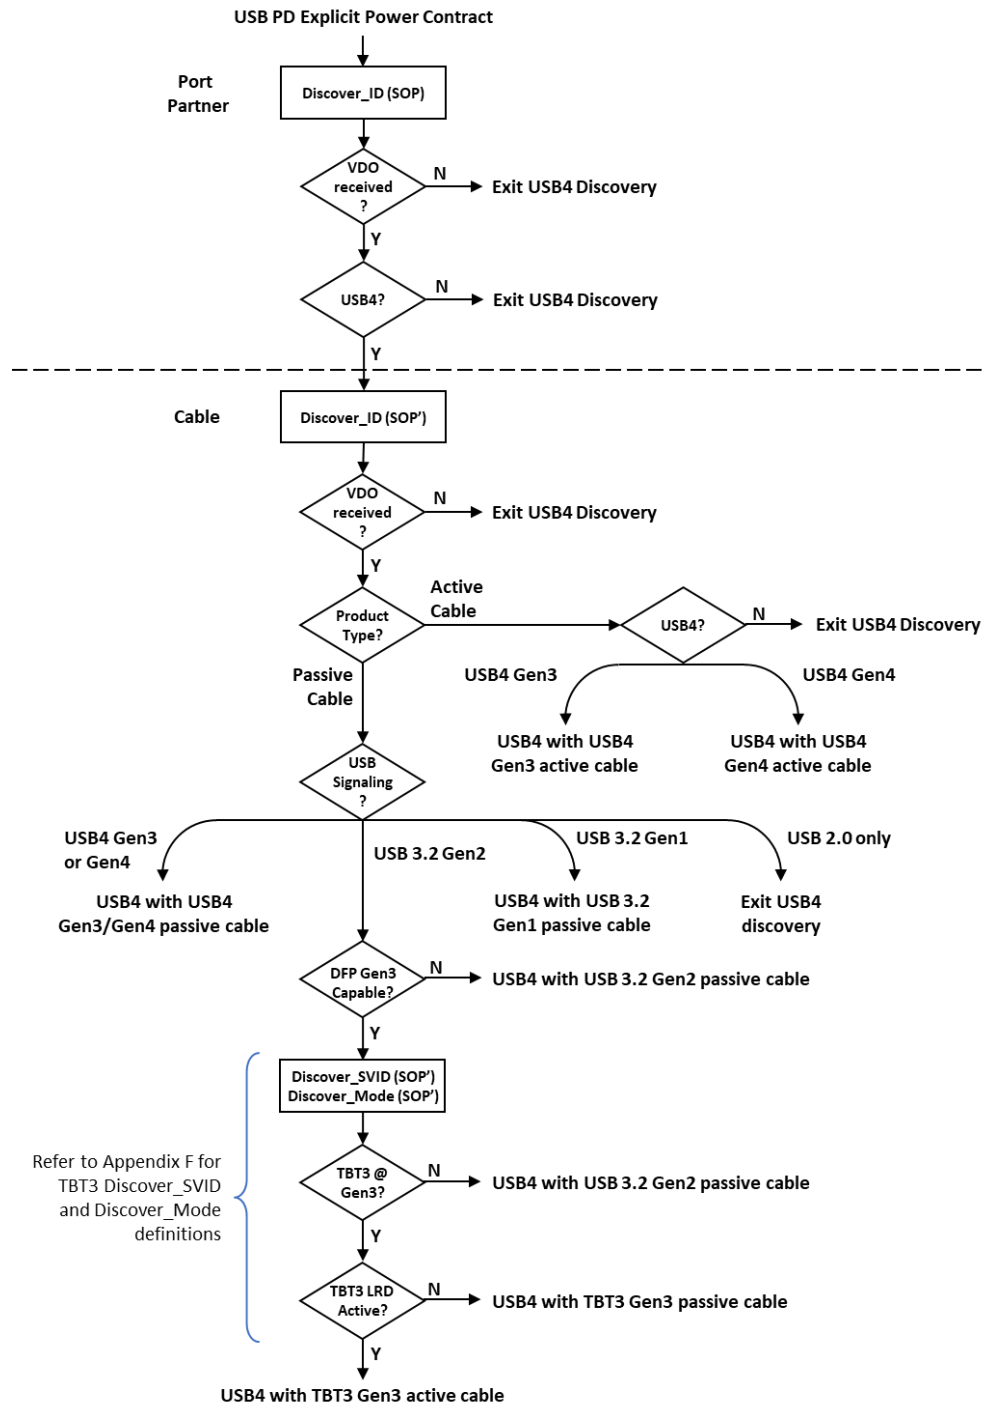 USB PD Explicit Power Contract
Port
Partner
Discover_ID (SOP)
VDO
received
?
N
Exit USB4 Discovery
Y
USB4?
N
Exit USB4 Discovery
Y
Cable
Discover_ID (SOP’)
VDO
received
?
N
Exit USB4 Discovery
Y
Product
Type?
Active
Cable
USB4?
N
Exit USB4 Discovery
Passive
Cable
USB4 Gen3
USB4 Gen4
USB4 with USB4
Gen3 active cable
USB4 with USB4
Gen4 active cable
USB
Signaling
?
USB4 Gen3
or Gen4
USB 3.2 Gen2
USB 3.2 Gen1
USB 2.0 only
USB4 with USB4
Gen3/Gen4 passive cable
USB4 with USB 3.2
Gen1 passive cable
Exit USB4
discovery
DFP Gen3
Capable?
N
USB4 with USB 3.2 Gen2 passive cable
Y
Discover_SVID (SOP’)
Discover_Mode (SOP’)
Refer to Appendix F for
TBT3 Discover_SVID
and Discover_Mode
definitions
TBT3 @
Gen3?
N
USB4 with USB 3.2 Gen2 passive cable
Y
TBT3 LRD
Active?
N
USB4 with TBT3 Gen3 passive cable
Y
USB4 with TBT3 Gen3 active cable